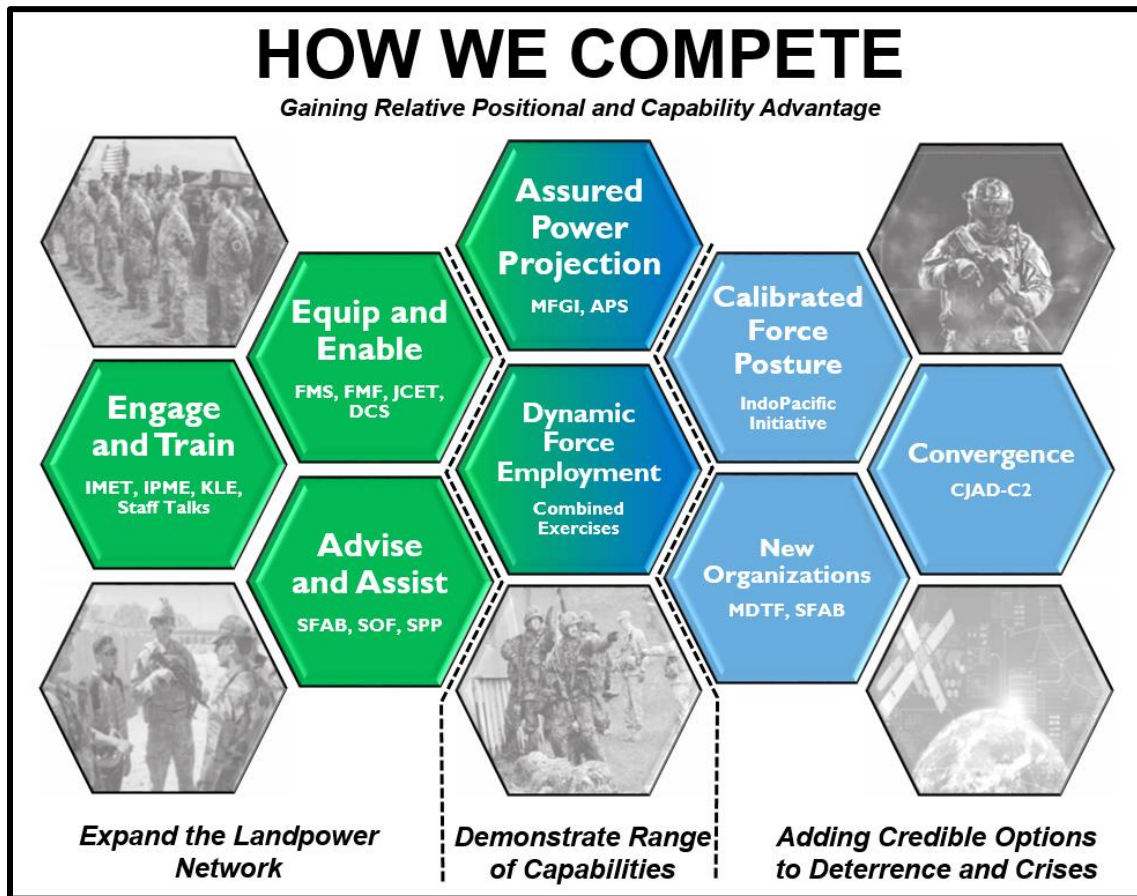 HOW WE COMPETE
Gaining Relative Positional and Capability Advantage
Engage
and Train
IMET, IPME, KLE,
Staff Talks
Equip and
Enable
FMS, FMF, JCET,
DCS
Advise
and Assist
SFAB, SOF, SPP
Assured
Power
Projection
MFGI, APS
Dynamic
Force
Employment
Combined
Exercises
Calibrated
Force
Posture
IndoPacific
Initiative
New
Organizations
MDTF, SFAB
Convergence
CJAD-C2
Expand the Landpower
Network
Demonstrate Range
of Capabilities
Adding Credible Options
to Deterrence and Crises